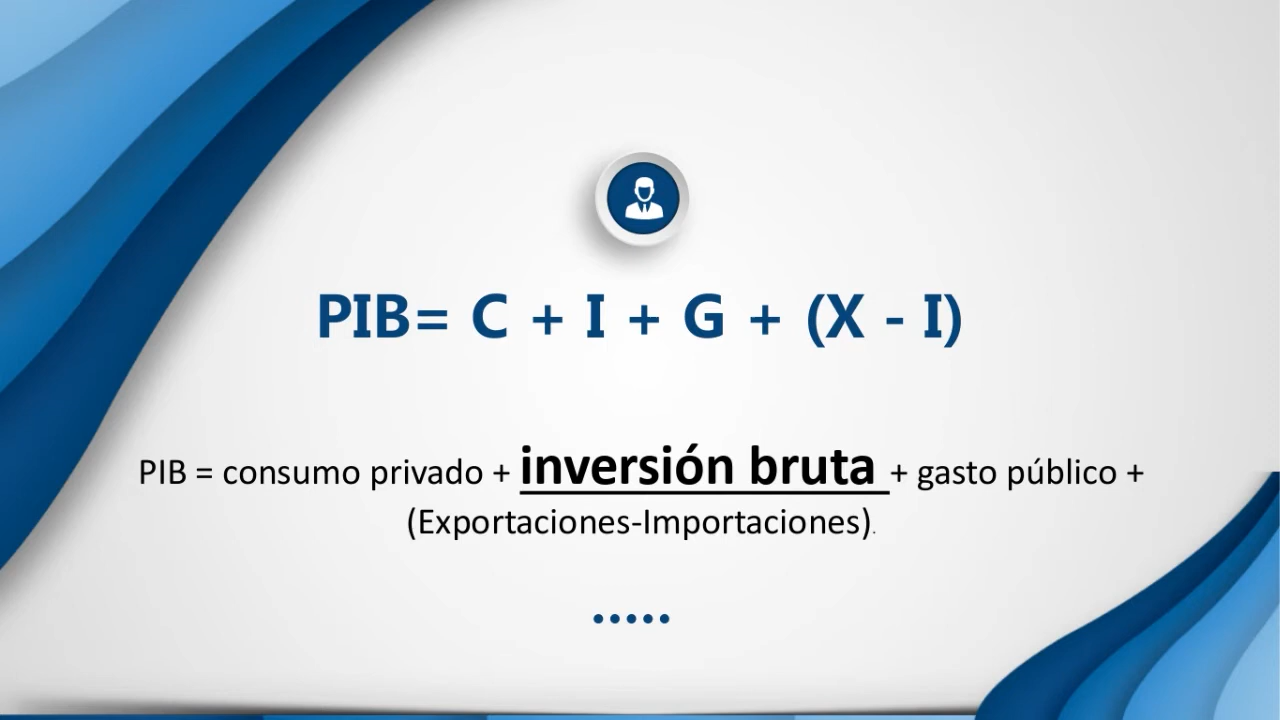 PIB= C + I + G + (X - I)
PIB = consumo privado + inversión bruta + gasto público +
(Exportaciones-Importaciones).